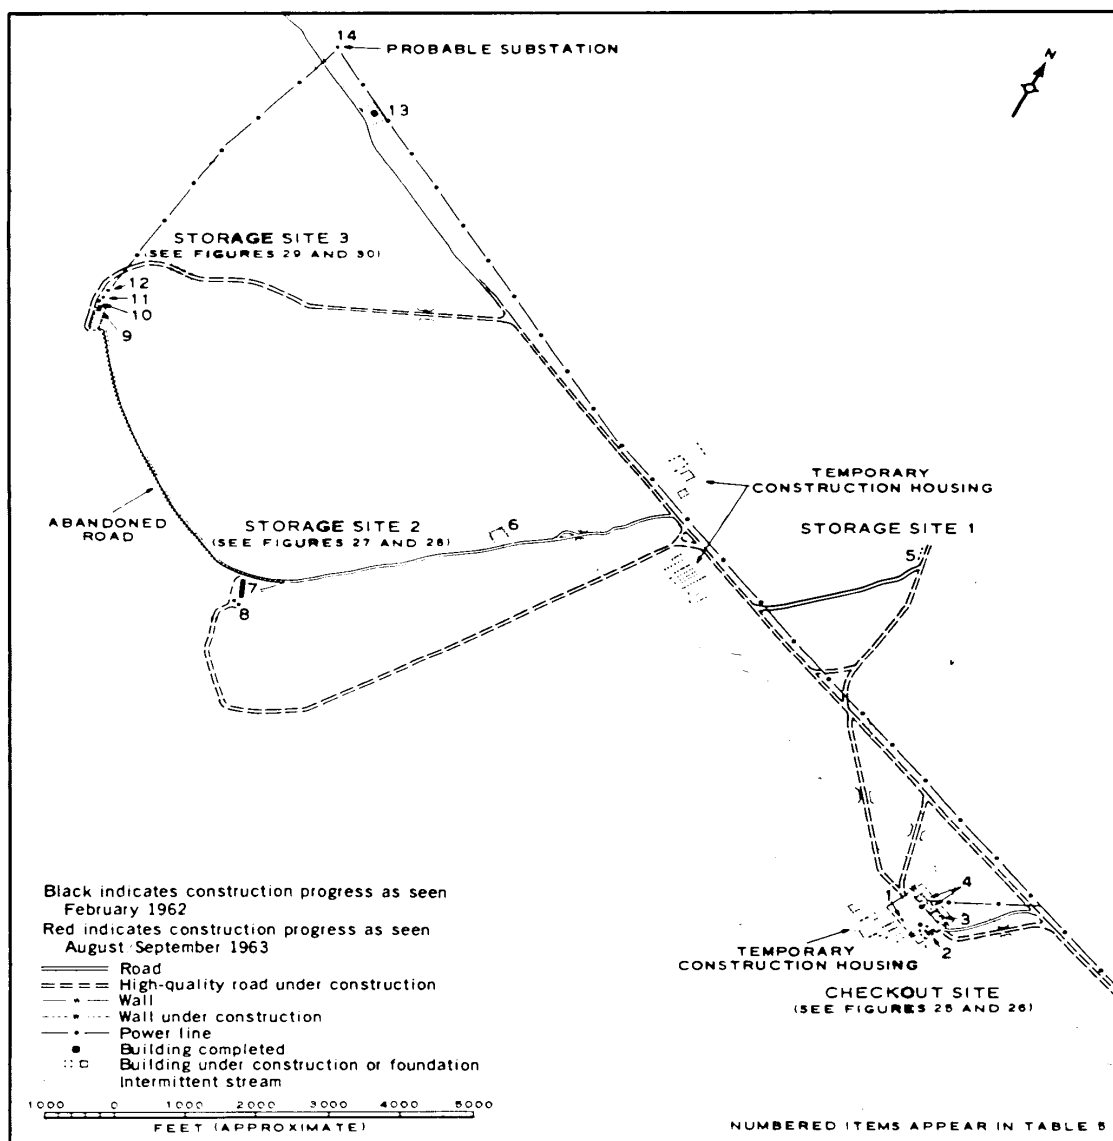 14
PROBABLE SUBSTATION
N
13
STORAGE SITE 3
(SEE FIGURES 29 AND 30)
12
11
10
9
TEMPORARY
CONSTRUCTION HOUSING
ABANDONED
ROAD
STORAGE SITE 2
(SEE FIGURES 27 AND 28)
6
STORAGE SITE 1
5
7
8
1
4
3
2
TEMPORARY
CONSTRUCTION HOUSING
CHECKOUT SITE
(SEE FIGURES 25 AND 26)
Black indicates construction progress as seen
February 1962
Red indicates construction progress as seen
August-September 1963
Road
High-quality road under construction
Wall
Wall under construction
Power line
Building completed
Building under construction or foundation
Intermittent stream
1000 0 1000 2000 3000 4000 5000
FEET (APPROXIMATE)
NUMBERED ITEMS APPEAR IN TABLE 5